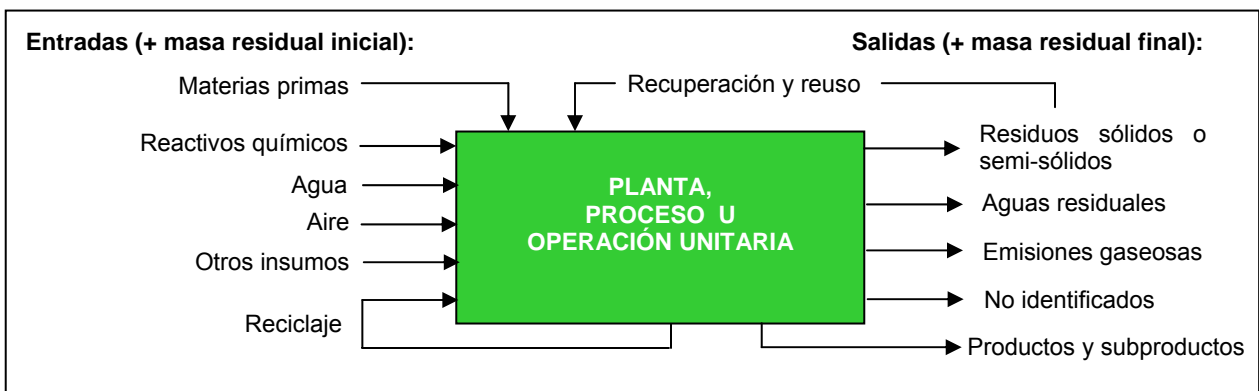 Entradas (+ masa residual inicial):
Salidas (+ masa residual final):
Materias primas
Recuperación y reuso
Reactivos químicos
Agua
Aire
Otros insumos
Reciclaje
PLANTA,
PROCESO U
OPERACIÓN UNITARIA
Residuos sólidos o
semi-sólidos
Aguas residuales
Emisiones gaseosas
No identificados
Productos y subproductos